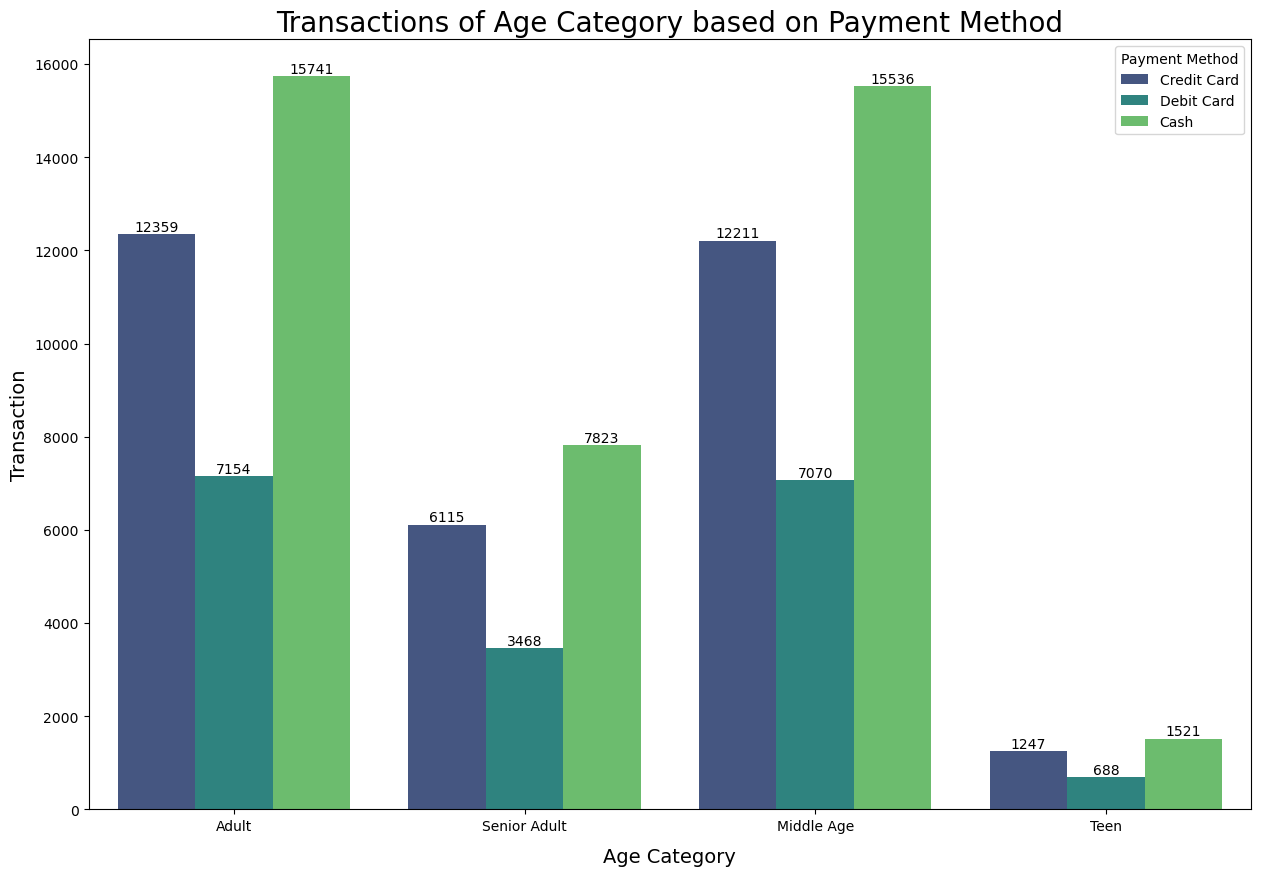 Transactions of Age Category based on Payment Method
Payment Method
Credit Card
Debit Card
Cash
Transaction
16000
14000
12000
10000
8000
6000
4000
2000
0
12359
7154
15741
6115
3468
7823
12211
7070
15536
1247
688
1521
Adult
Senior Adult
Middle Age
Teen
Age Category